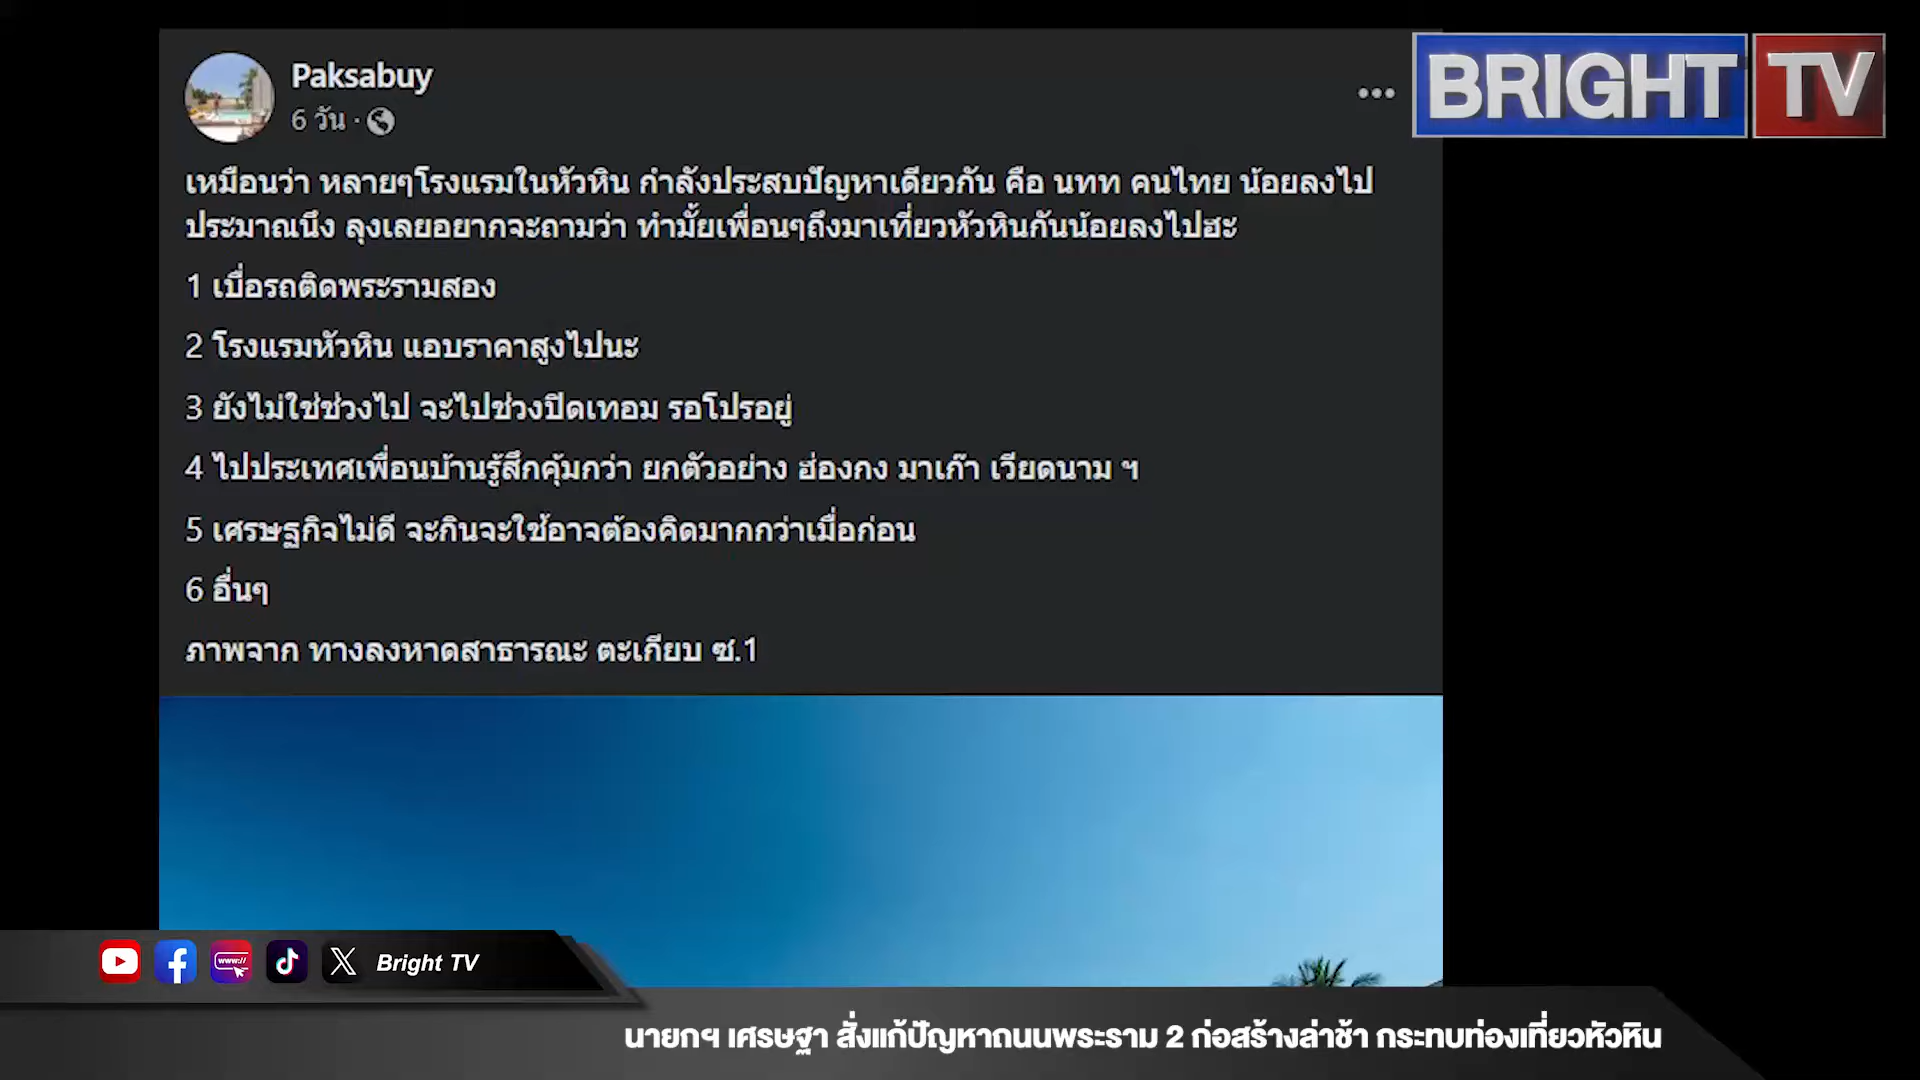 BRIGHT TV
Paksabuy
6 วัน ·
เหมือนว่า หลายๆโรงแรมในหัวหิน กำลังประสบปัญหาเดียวกัน คือ นทท คนไทย น้อยลงไป
ประมาณนึง ลุงเลยอยากจะถามว่า ทำมั้ยเพื่อนๆถึงมาเที่ยวหัวหินกันน้อยลงไปฮะ
1 เบื่อรถติดพระรามสอง
2 โรงแรมหัวหิน แอบราคาสูงไปนะ
3 ยังไม่ใช่ช่วงไป จะไปช่วงปิดเทอม รอโปรอยู่
4 ไปประเทศเพื่อนบ้านรู้สึกคุ้มกว่า ยกตัวอย่าง ฮ่องกง มาเก๊า เวียดนาม ฯ
5 เศรษฐกิจไม่ดี จะกินจะใช้อาจต้องคิดมากกว่าเมื่อก่อน
6 อื่นๆ
ภาพจาก ทางลงหาดสาธารณะ ตะเกียบ ซ.1
www://
Bright TV
นายกฯ เศรษฐา สั่งแก้ปัญหาถนนพระราม 2 ก่อสร้างล่าช้า กระทบท่องเที่ยวหัวหิน